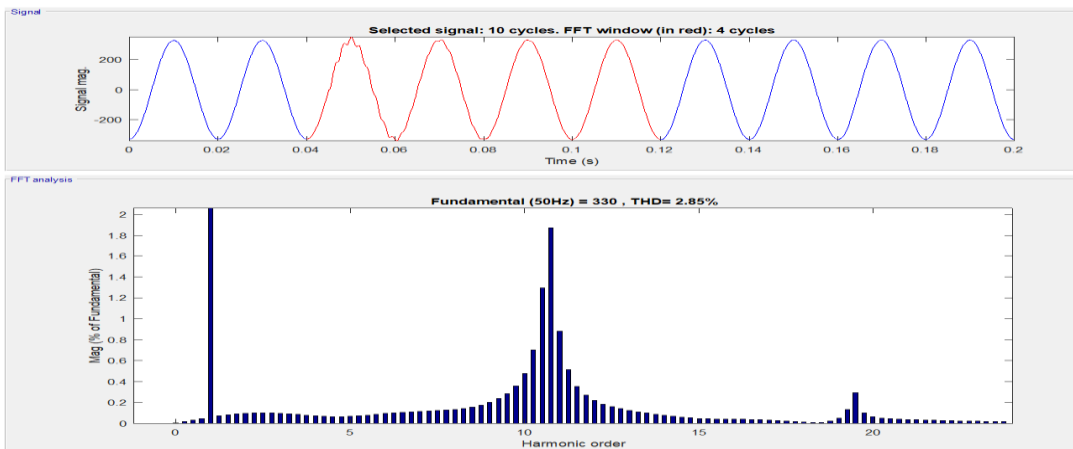 Signal
Selected signal: 10 cycles. FFT window (in red): 4 cycles
Signal mag.
200
0
-200
0 0.02 0.04 0.06 0.08 0.1 0.12 0.14 0.16 0.18 0.2
Time (s)
FFT analysis
Fundamental (50Hz) = 330 , THD= 2.85%
Mag (% of Fundamental)
2
1.8
1.6
1.4
1.2
1
0.8
0.6
0.4
0.2
0
0 5 10 15 20
Harmonic order